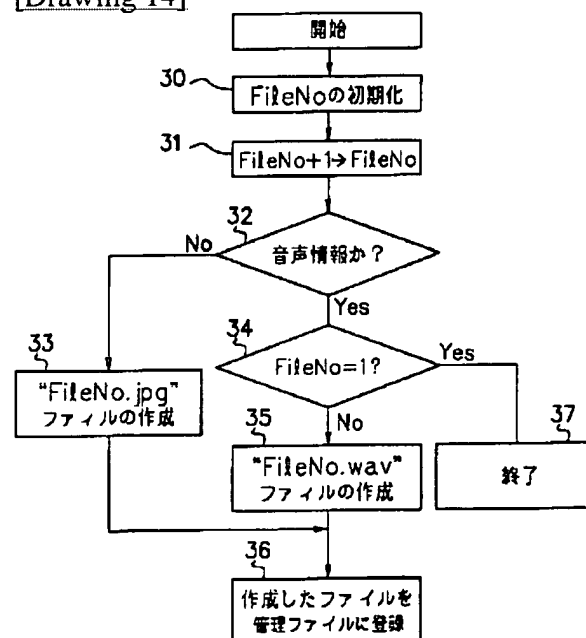 [Drawing 14]
開始
30
FileNoの初期化
31
FileNo+1→FileNo
32
No
音声情報か?
Yes
33
34
FileNo=1?
Yes
"FileNo.jpg"
ファイルの作成
No
35
37
"FileNo.wav"
ファイルの作成
終了
36
作成したファイルを
管理ファイルに登録